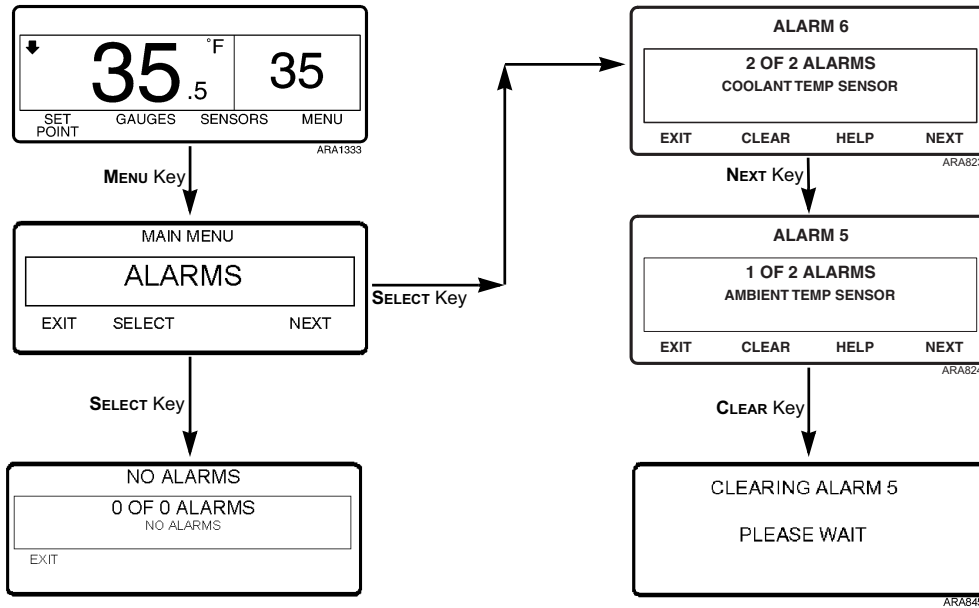 35.5 °F 35
SET POINT GAUGES SENSORS MENU
ARA1333
MENU Key
MAIN MENU
ALARMS
EXIT SELECT NEXT
SELECT Key
SELECT Key
NO ALARMS
0 OF 0 ALARMS
NO ALARMS
EXIT
ALARM 6
2 OF 2 ALARMS
COOLANT TEMP SENSOR
EXIT CLEAR HELP NEXT
ARA823
NEXT Key
ALARM 5
1 OF 2 ALARMS
AMBIENT TEMP SENSOR
EXIT CLEAR HELP NEXT
ARA824
CLEAR Key
CLEARING ALARM 5
PLEASE WAIT